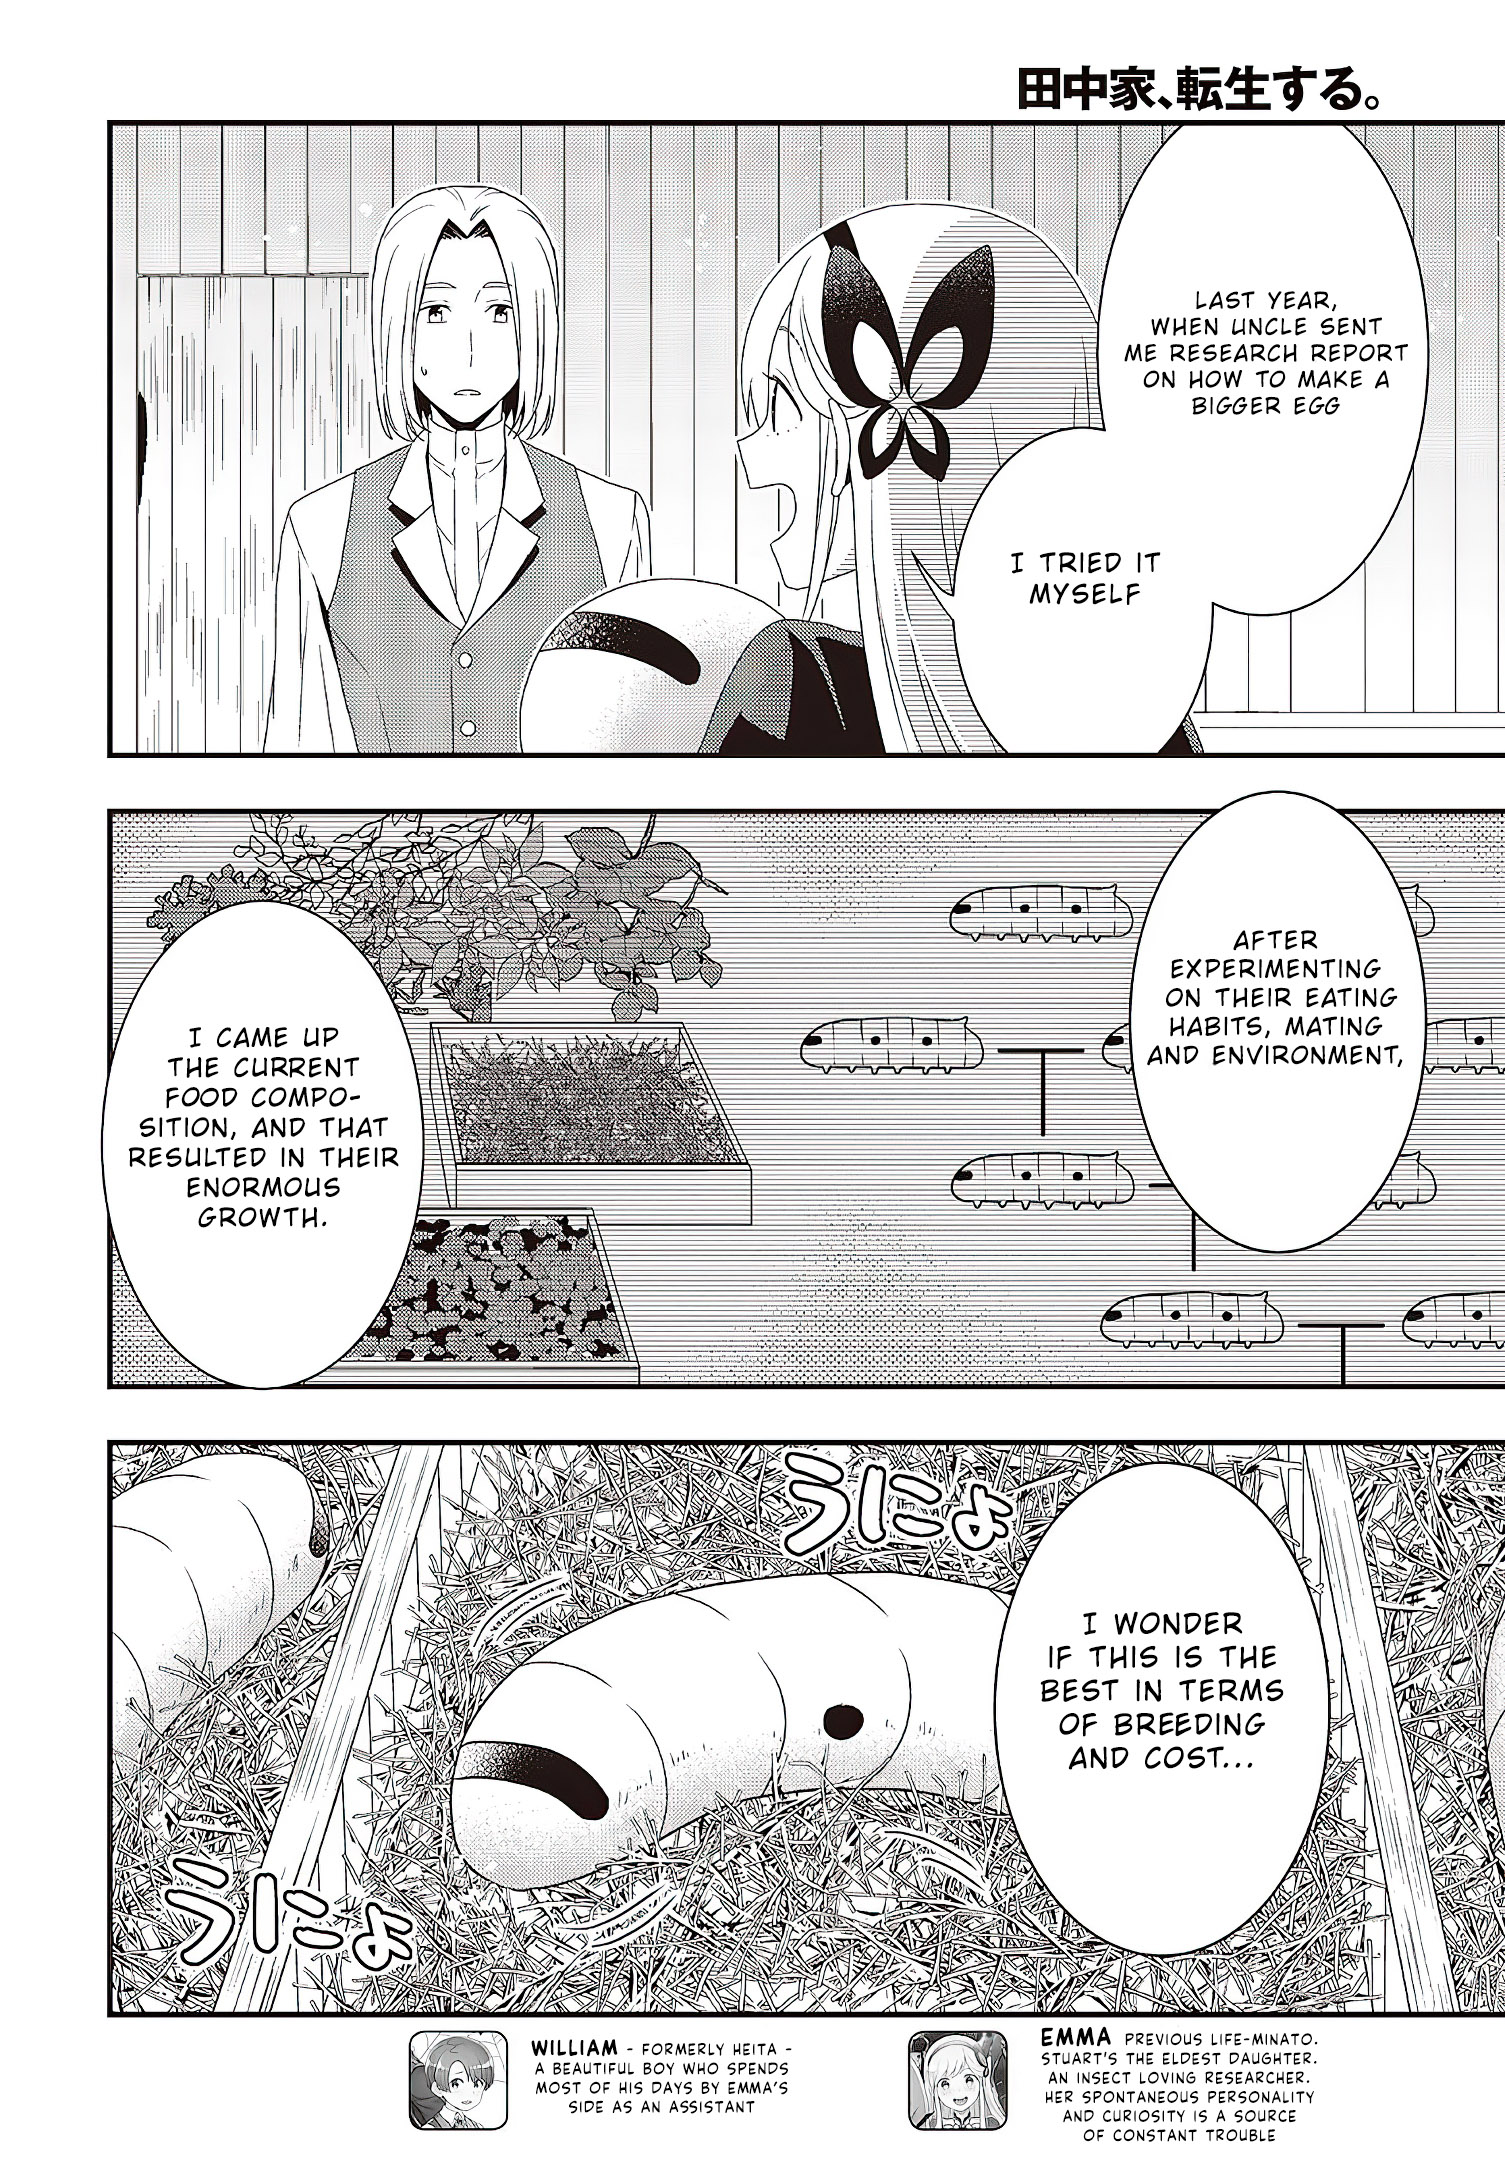 田中家、転生する。
LAST YEAR,
WHEN UNCLE SENT
ME RESEARCH REPORT
ON HOW TO MAKE A
BIGGER EGG
I TRIED IT
MYSELF
AFTER
EXPERIMENTING
ON THEIR EATING
HABITS, MATING
AND ENVIRONMENT,
I CAME UP
THE CURRENT
FOOD COMPO-
SITION, AND THAT
RESULTED IN THEIR
ENORMOUS
GROWTH.
うにょ
I WONDER
IF THIS IS THE
BEST IN TERMS
OF BREEDING
AND COST...
うにょ
EMMA PREVIOUS LIFE-MINATO.
STUART'S THE ELDEST DAUGHTER.
AN INSECT LOVING RESEARCHER.
HER SPONTANEOUS PERSONALITY
AND CURIOSITY IS A SOURCE
OF CONSTANT TROUBLE
WILLIAM - FORMERLY HEITA -
A BEAUTIFUL BOY WHO SPENDS
MOST OF HIS DAYS BY EMMA'S
SIDE AS AN ASSISTANT